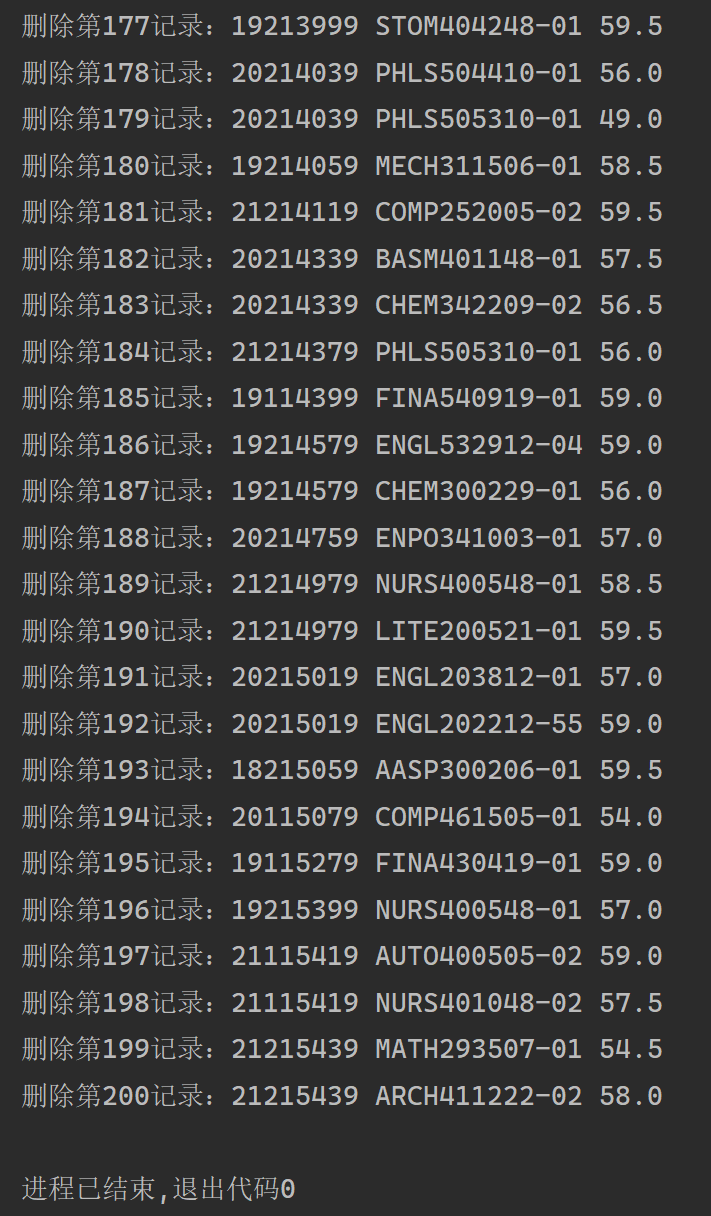 删除第177记录：19213999 STOM404248-01 59.5
删除第178记录：20214039 PHLS504410-01 56.0
删除第179记录：20214039 PHLS505310-01 49.0
删除第180记录：19214059 MECH311506-01 58.5
删除第181记录：21214119 COMP252005-02 59.5
删除第182记录：20214339 BASM401148-01 57.5
删除第183记录：20214339 CHEM342209-02 56.5
删除第184记录：21214379 PHLS505310-01 56.0
删除第185记录：19114399 FINA540919-01 59.0
删除第186记录：19214579 ENGL532912-04 59.0
删除第187记录：19214579 CHEM300229-01 56.0
删除第188记录：20214759 ENPO341003-01 57.0
删除第189记录：21214979 NURS400548-01 58.5
删除第190记录：21214979 LITE200521-01 59.5
删除第191记录：20215019 ENGL203812-01 57.0
删除第192记录：20215019 ENGL202212-55 59.0
删除第193记录：18215059 AASP300206-01 59.5
删除第194记录：20115079 COMP461505-01 54.0
删除第195记录：19115279 FINA430419-01 59.0
删除第196记录：19215399 NURS400548-01 57.0
删除第197记录：21115419 AUTO400505-02 59.0
删除第198记录：21115419 NURS401048-02 57.5
删除第199记录：21215439 MATH293507-01 54.5
删除第200记录：21215439 ARCH411222-02 58.0
进程已结束,退出代码0